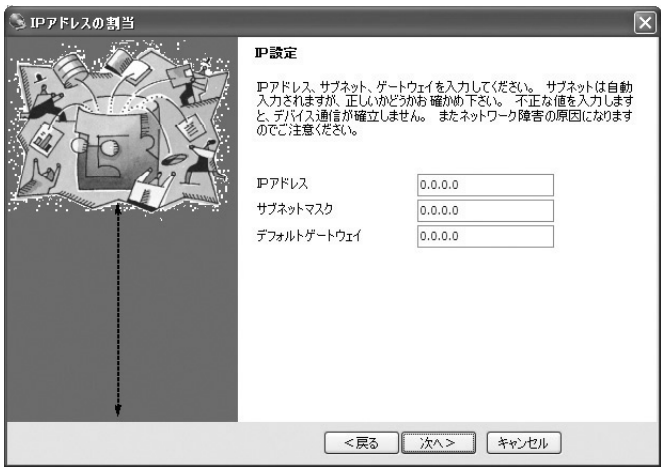 IPアドレスの割当
IP設定
IPアドレス、サブネット、ゲートウェイを入力してください。 サブネットは自動
入力されますが、正しいかどうかお確かめ下さい。 不正な値を入力します
と、デバイス通信が確立しません。 またネットワーク障害の原因になります
のでご注意ください。
IPアドレス 0.0.0.0
サブネットマスク 0.0.0.0
デフォルトゲートウェイ 0.0.0.0
<戻る 次へ> キャンセル